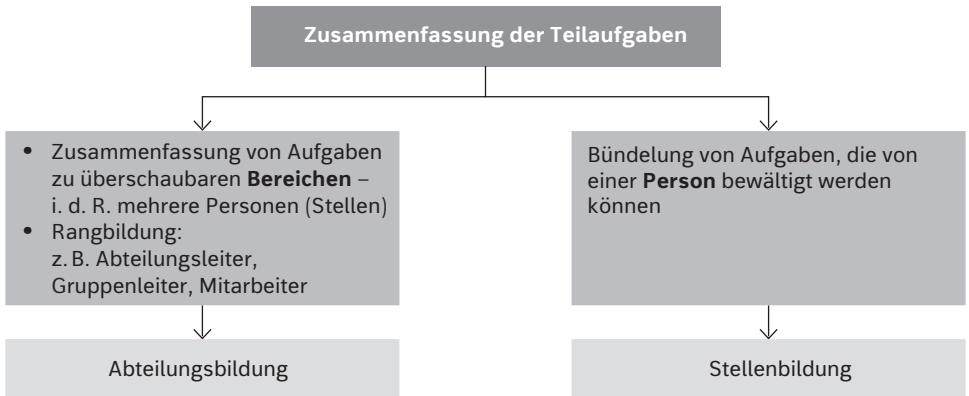 Zusammenfassung der Teilaufgaben
• Zusammenfassung von Aufgaben
zu überschaubaren Bereichen –
i. d. R. mehrere Personen (Stellen)
• Rangbildung:
z. B. Abteilungsleiter,
Gruppenleiter, Mitarbeiter
Bündelung von Aufgaben, die von
einer Person bewältigt werden
können
Abteilungsbildung
Stellenbildung